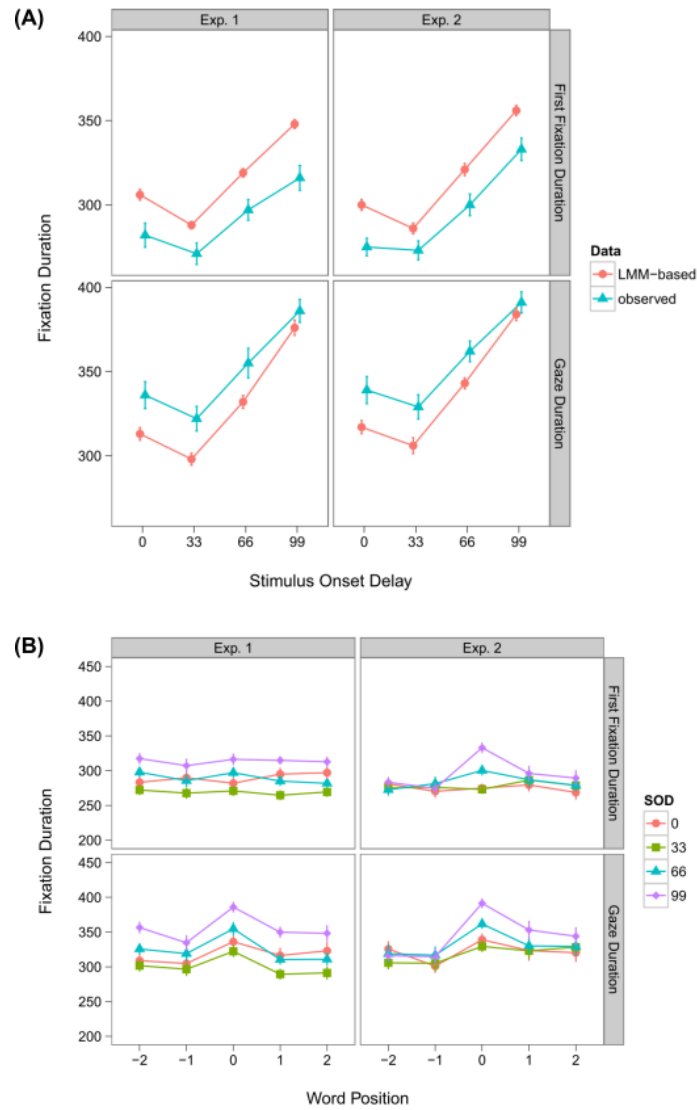 (A)
Exp. 1
Exp. 2
400
350
300
First Fixation Duration
400
350
300
Gaze Duration
Fixation Duration
0 33 66 99
0 33 66 99
Stimulus Onset Delay
Data
LMM−based
observed
(B)
Exp. 1
Exp. 2
450
400
350
300
250
200
First Fixation Duration
450
400
350
300
250
200
Gaze Duration
Fixation Duration
−2 −1 0 1 2
−2 −1 0 1 2
Word Position
SOD
0
33
66
99